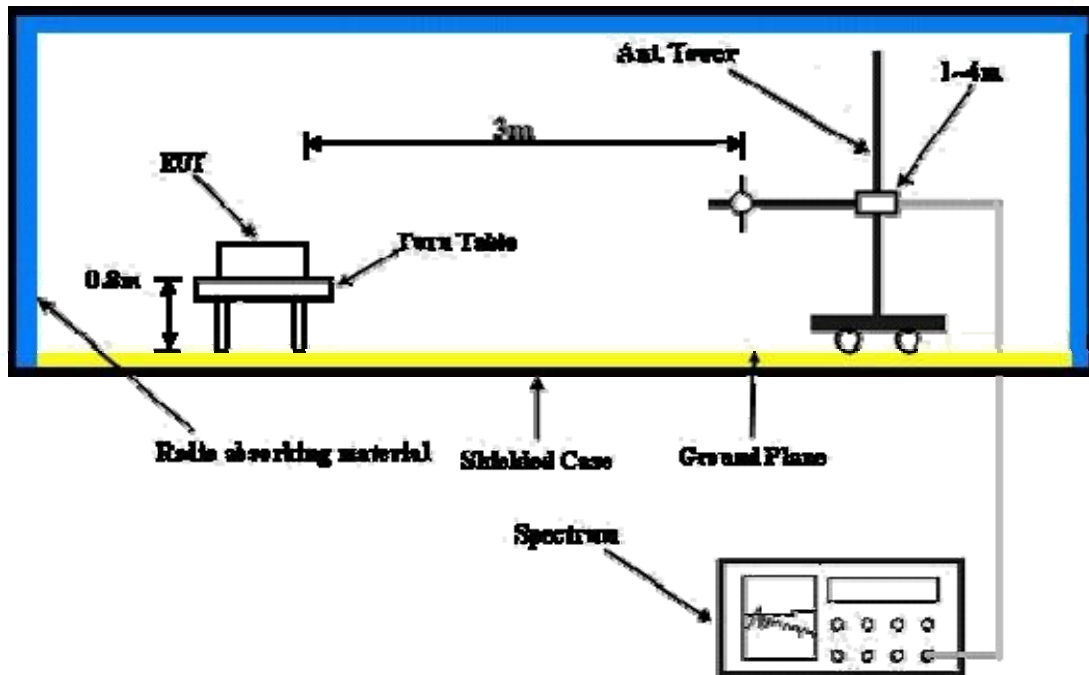 Ant. Tower
1~4m
3m
EUT
Turn Table
0.8m
Radio absorbing material
Shielded Case
Ground Plane
Spectrum